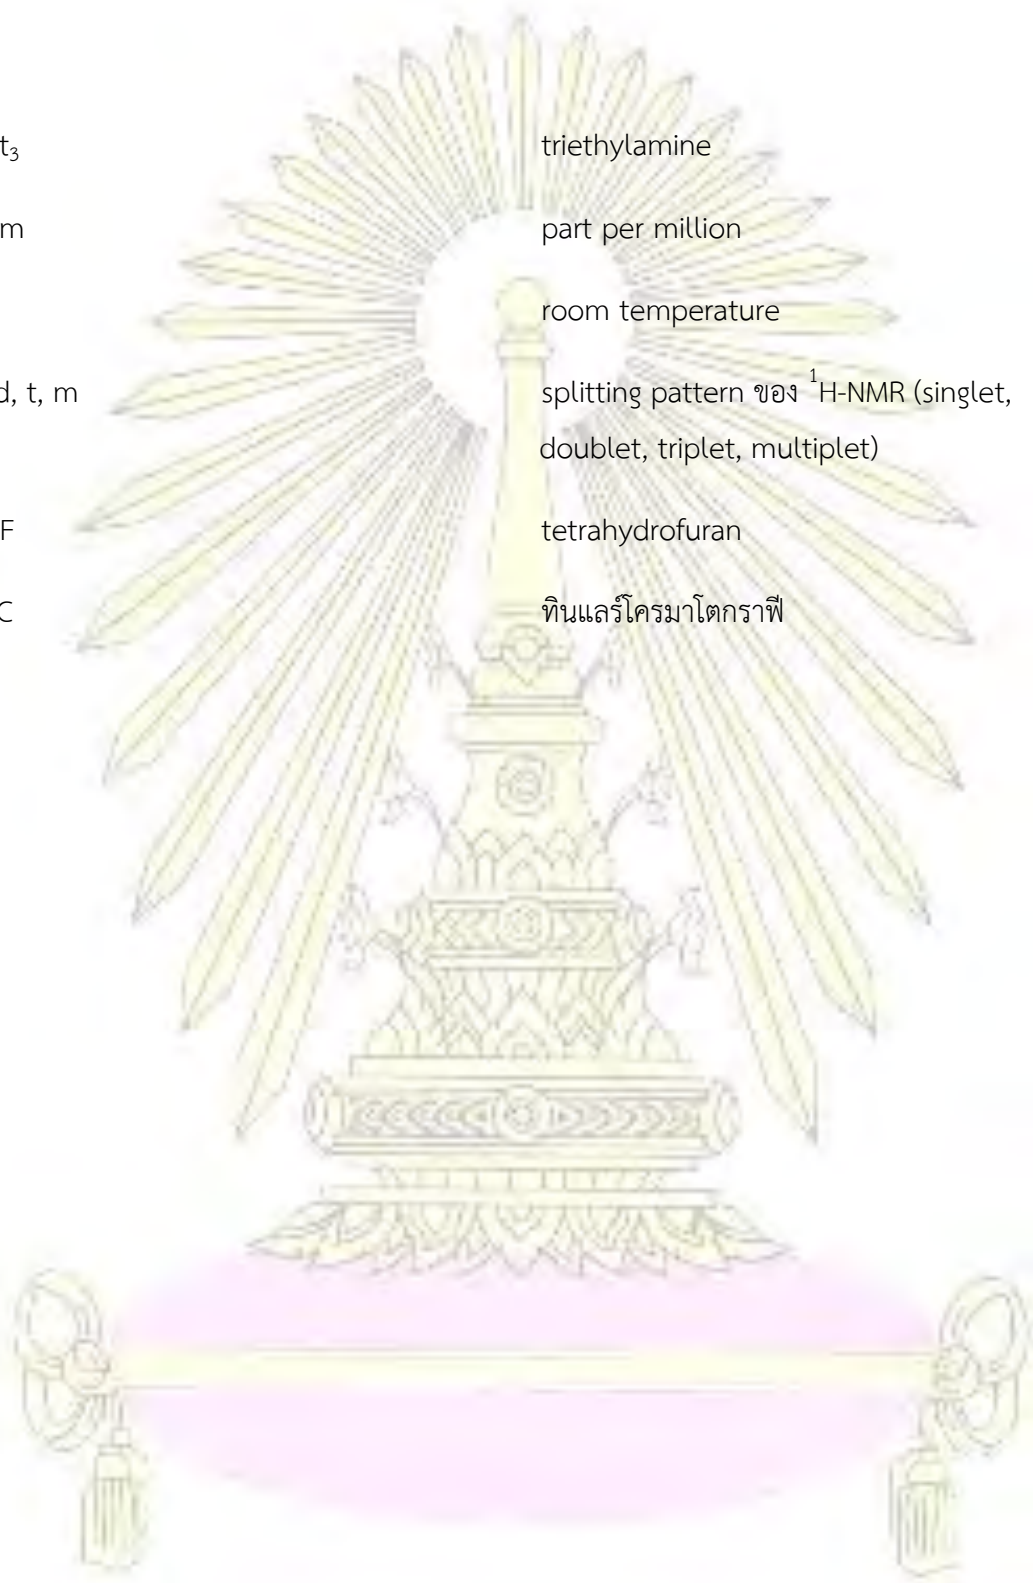 t₃ triethylamine
m part per million
room temperature
d, t, m splitting pattern ของ ¹H-NMR (singlet,
doublet, triplet, multiplet)
F tetrahydrofuran
C ทินแลร์โครมาโตกราฟี